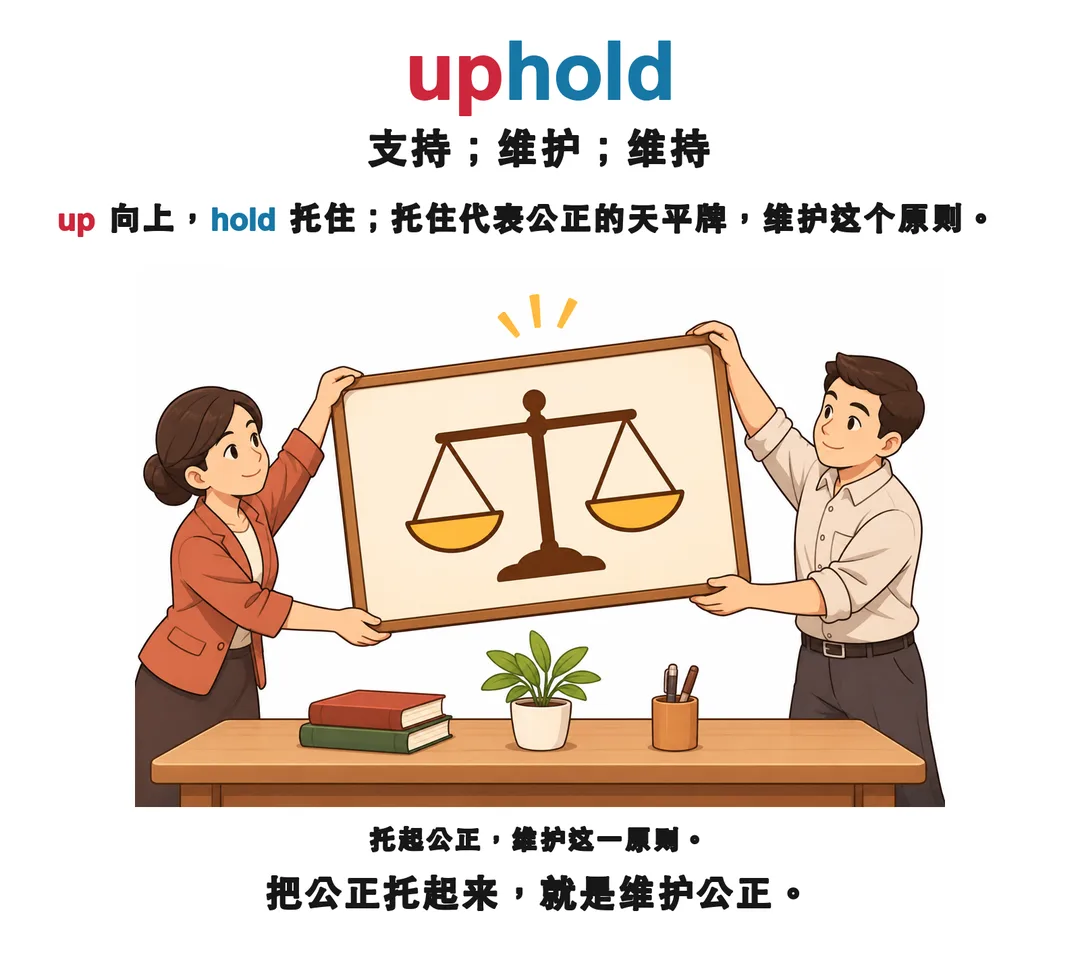 uphold
支持；维护；维持
up 向上，hold 托住；托住代表公正的天平牌，维护这个原则。
托起公正，维护这一原则。
把公正托起来，就是维护公正。